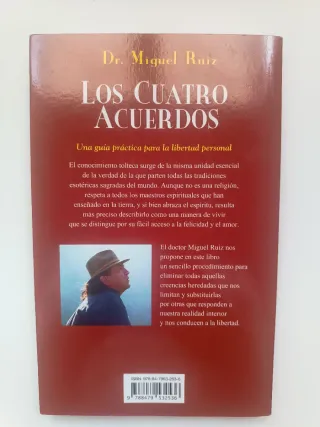 Dr. Miguel Ruiz
LOS CUATRO
ACUERDOS
Una guía práctica para la libertad personal
El conocimiento tolteca surge de la misma unidad esencial
de la verdad de la que parten todas las tradiciones
esotéricas sagradas del mundo. Aunque no es una religión,
respeta a todos los maestros espirituales que han
enseñado en la tierra, y si bien abraza el espíritu, resulta
más preciso describirlo como una manera de vivir
que se distingue por su fácil acceso a la felicidad y el amor.
El doctor Miguel Ruiz nos
propone en este libro
un sencillo procedimiento para
eliminar todas aquellas
creencias heredadas que nos
limitan y substituirlas
por otras que responden a
nuestra realidad interior
y nos conducen a la libertad.
9 788479 532536